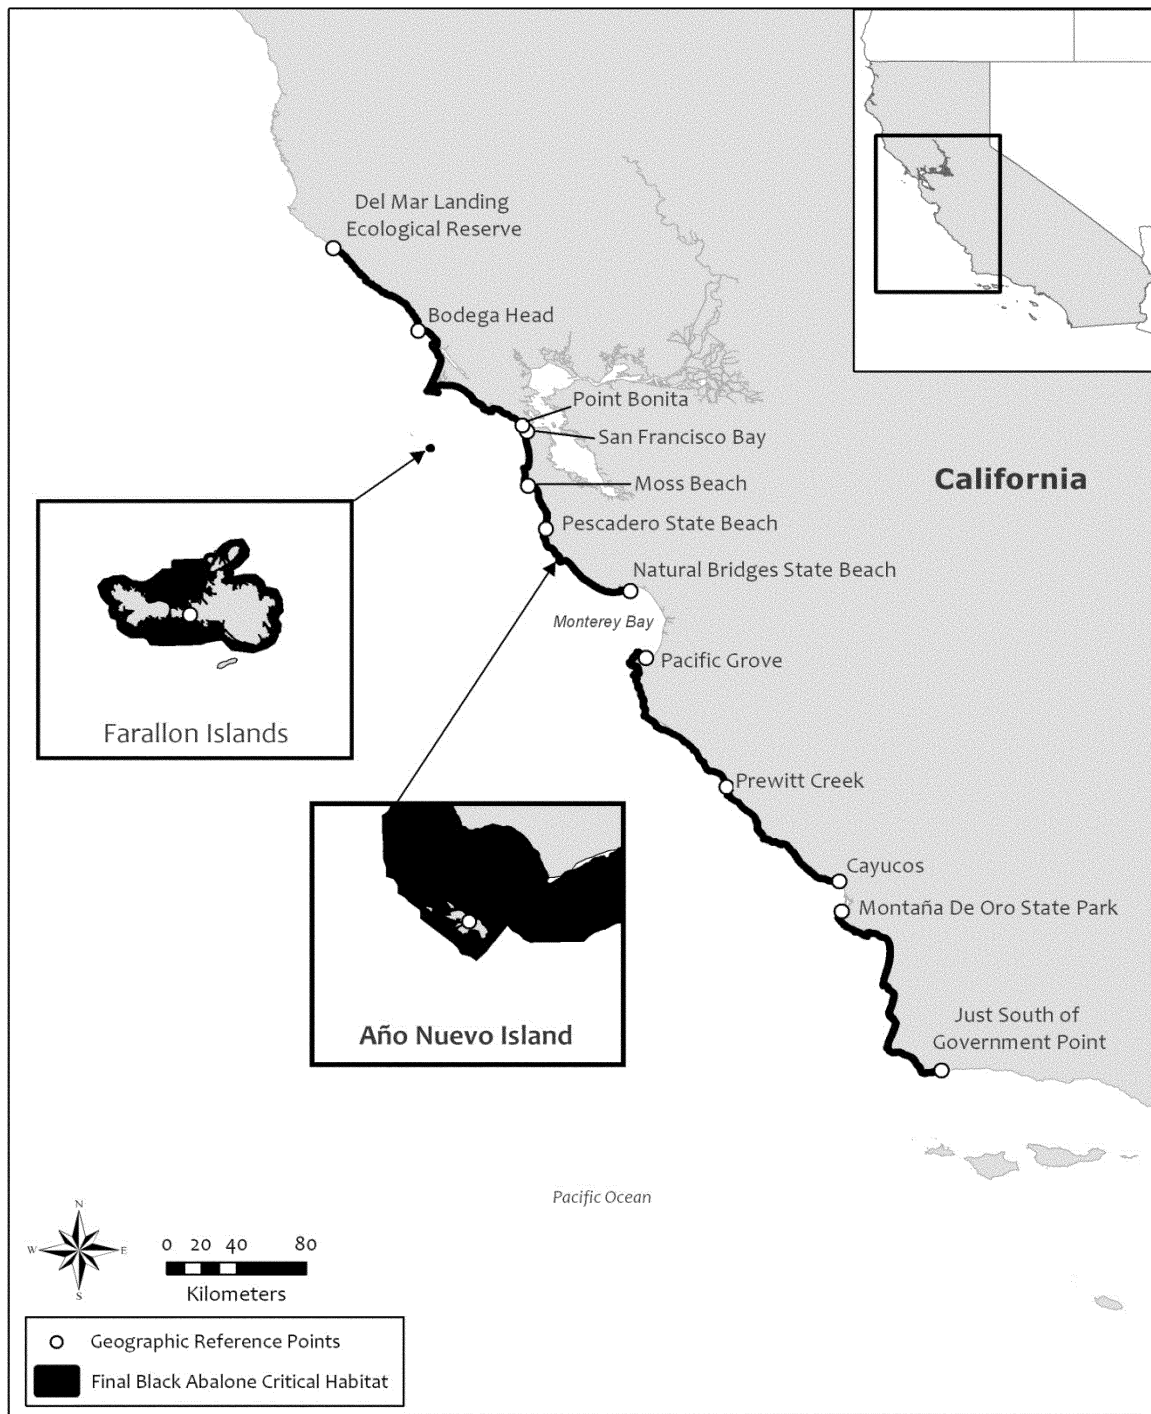 Del Mar Landing
Ecological Reserve
Bodega Head
Point Bonita
San Francisco Bay
California
Moss Beach
Pescadero State Beach
Natural Bridges State Beach
Monterey Bay
Pacific Grove
Farallon Islands
Prewitt Creek
Cayucos
Montaña De Oro State Park
Just South of
Government Point
Año Nuevo Island
Pacific Ocean
N
W E
S
0 20 40 80
Kilometers
Geographic Reference Points
Final Black Abalone Critical Habitat